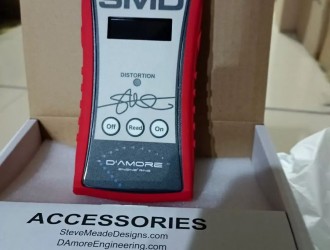 SMD
DISTORTION
Off Read On
D'AMORE
ACCESSORIES
SteveMeadeDesigns.com
DAmoreEngineering.com